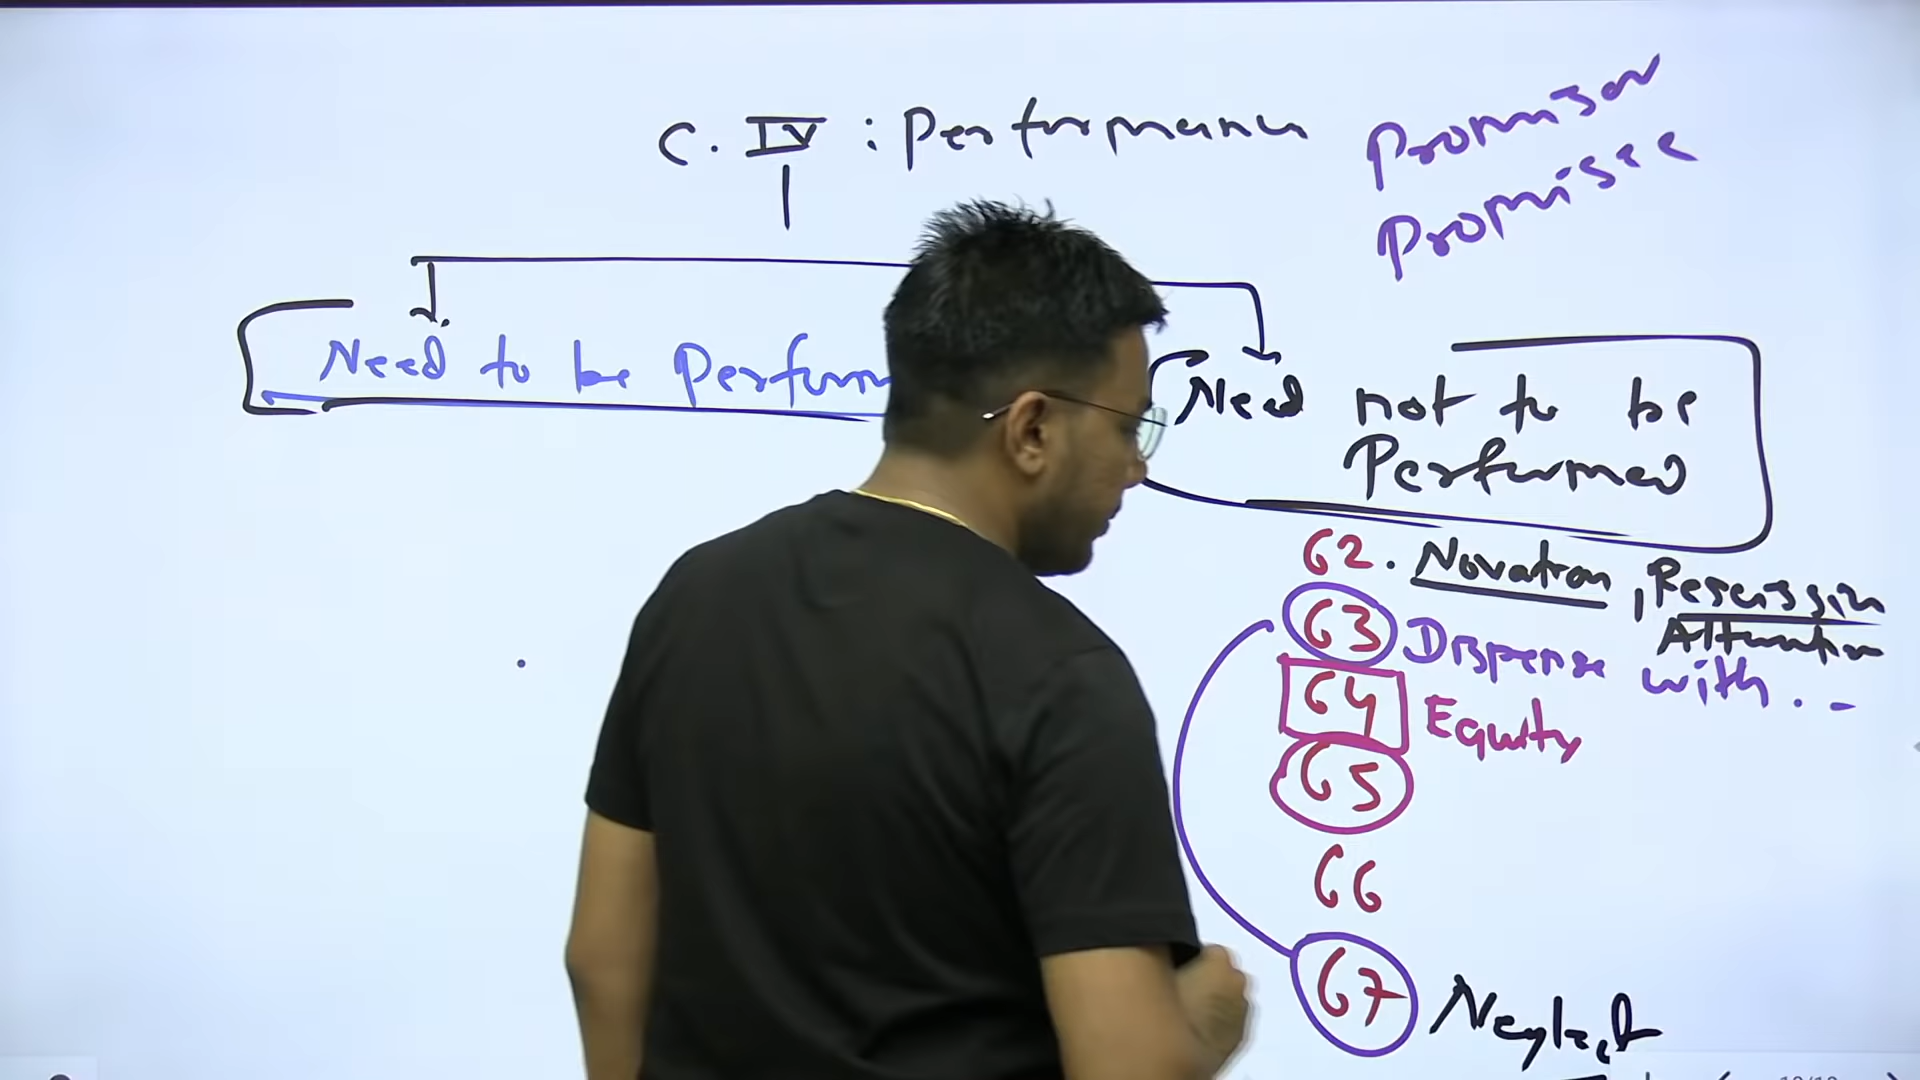 C. IV : Performance
Promisor
Promisee
Need to be Perform
Need not to be
Performed
62. Novation, Rescission
Alteration
63 Dispense with . -
64 Equity
65
66
67 Neglect